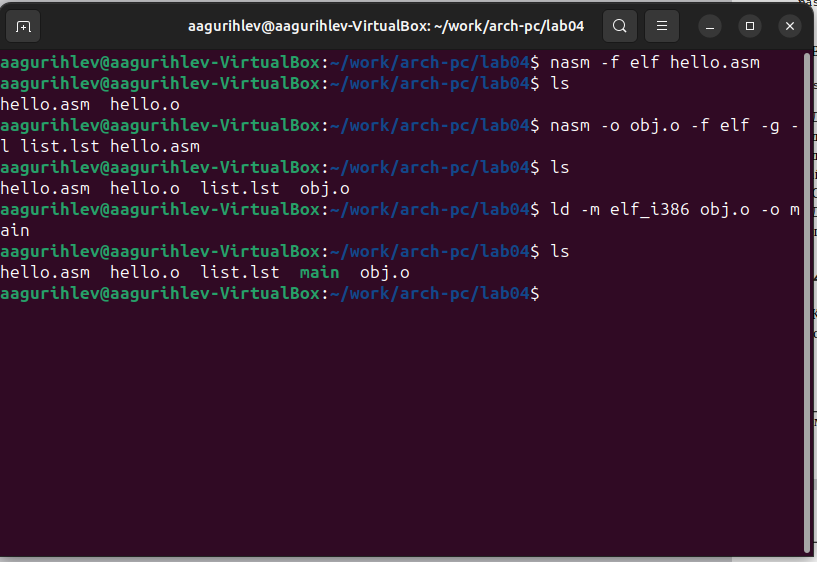 aagurihlev@aagurihlev-VirtualBox: ~/work/arch-pc/lab04
aagurihlev@aagurihlev-VirtualBox:~/work/arch-pc/lab04$ nasm -f elf hello.asm
aagurihlev@aagurihlev-VirtualBox:~/work/arch-pc/lab04$ ls
hello.asm  hello.o
aagurihlev@aagurihlev-VirtualBox:~/work/arch-pc/lab04$ nasm -o obj.o -f elf -g -
l list.lst hello.asm
aagurihlev@aagurihlev-VirtualBox:~/work/arch-pc/lab04$ ls
hello.asm  hello.o  list.lst  obj.o
aagurihlev@aagurihlev-VirtualBox:~/work/arch-pc/lab04$ ld -m elf_i386 obj.o -o m
ain
aagurihlev@aagurihlev-VirtualBox:~/work/arch-pc/lab04$ ls
hello.asm  hello.o  list.lst  main  obj.o
aagurihlev@aagurihlev-VirtualBox:~/work/arch-pc/lab04$